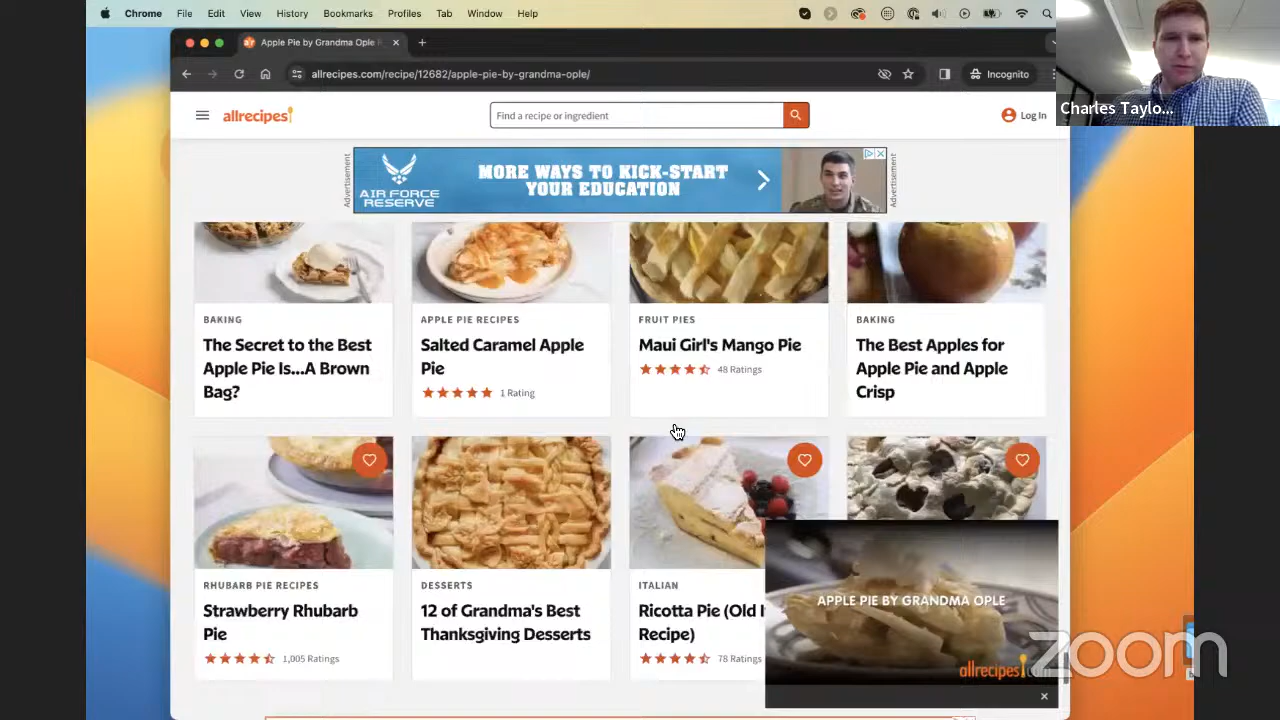 Chrome File Edit View History Bookmarks Profiles Tab Window Help
Apple Pie by Grandma Ople
allrecipes.com/recipe/12682/apple-pie-by-grandma-ople/
Incognito
Charles Taylo...
allrecipes
Find a recipe or ingredient
Log In
Advertisement
AIR FORCE
RESERVE
MORE WAYS TO KICK-START
YOUR EDUCATION
Advertisement
BAKING
The Secret to the Best
Apple Pie Is...A Brown
Bag?
APPLE PIE RECIPES
Salted Caramel Apple
Pie
1 Rating
FRUIT PIES
Maui Girl's Mango Pie
48 Ratings
BAKING
The Best Apples for
Apple Pie and Apple
Crisp
RHUBARB PIE RECIPES
Strawberry Rhubarb
Pie
1,005 Ratings
DESSERTS
12 of Grandma's Best
Thanksgiving Desserts
ITALIAN
Ricotta Pie (Old
Recipe)
78 Ratings
APPLE PIE BY GRANDMA OPLE
allrecipes
zoom